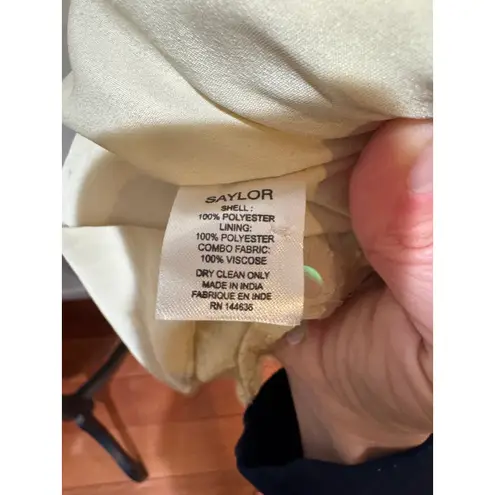 SAYLOR
SHELL :
100% POLYESTER
LINING:
100% POLYESTER
COMBO FABRIC:
100% VISCOSE
DRY CLEAN ONLY
MADE IN INDIA
FABRIQUE EN INDE
RN 144636